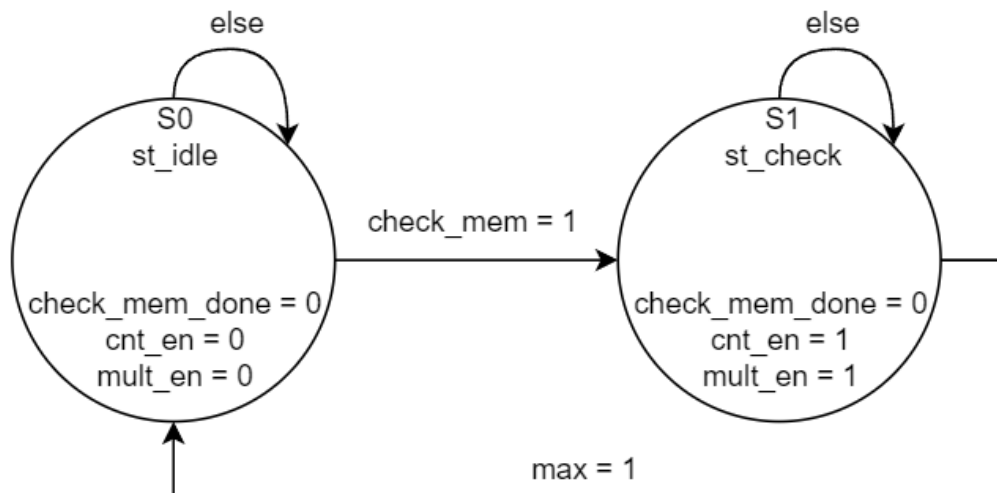 else
S0
st_idle
check_mem_done = 0
cnt_en = 0
mult_en = 0
check_mem = 1
else
S1
st_check
check_mem_done = 0
cnt_en = 1
mult_en = 1
max = 1